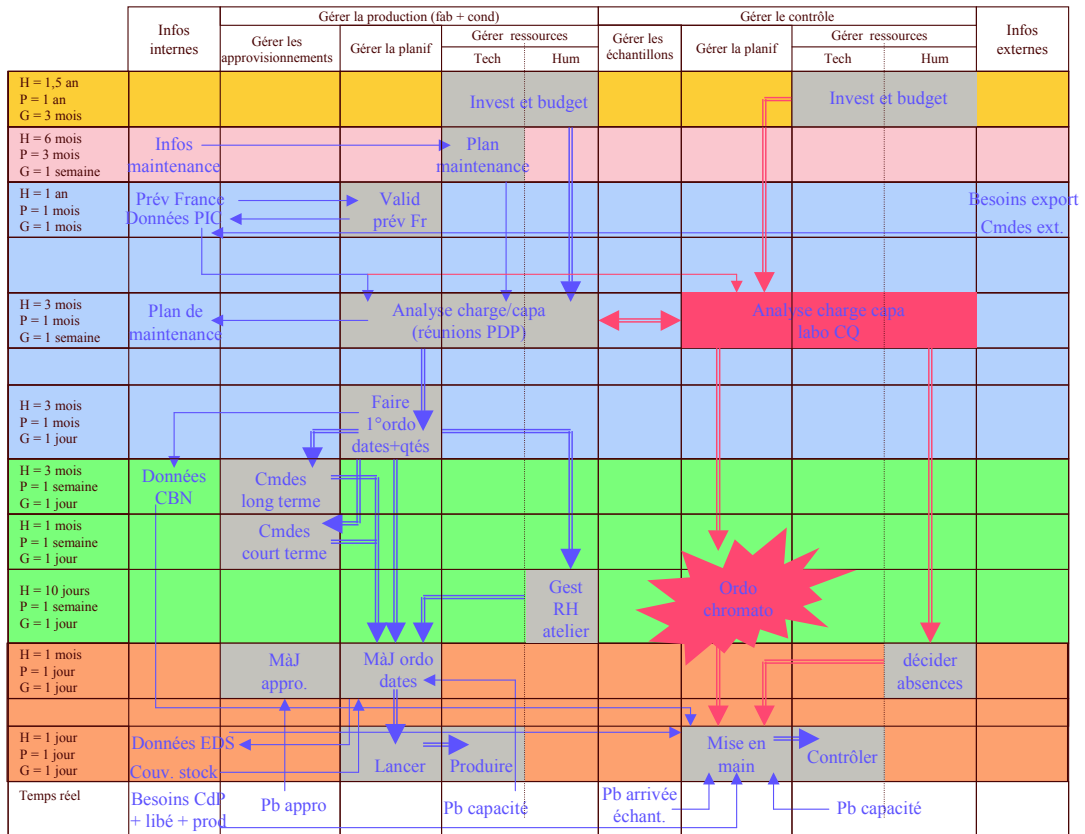 Infos
internes
Gérer la production (fab + cond)
Gérer le contrôle
Infos
externes
Gérer les
approvisionnements
Gérer la planif
Gérer ressources
Tech
Hum
Gérer les
échantillons
Gérer la planif
Gérer ressources
Tech
Hum
H = 1,5 an
P = 1 an
G = 3 mois
Invest et budget
Invest et budget
H = 6 mois
P = 3 mois
G = 1 semaine
Infos
maintenance
Plan
maintenance
H = 1 an
P = 1 mois
G = 1 mois
Prév France
Données PIC
Valid
prév Fr
Besoins export
Cmdes ext.
H = 3 mois
P = 1 mois
G = 1 semaine
Plan de
maintenance
Analyse charge/capa
(réunions PDP)
Analyse charge capa
labo CQ
H = 3 mois
P = 1 mois
G = 1 jour
Faire
1°ordo
dates+qtés
H = 3 mois
P = 1 semaine
G = 1 jour
Données
CBN
Cmdes
long terme
H = 1 mois
P = 1 semaine
G = 1 jour
Cmdes
court terme
H = 10 jours
P = 1 semaine
G = 1 jour
Gest
RH
atelier
Ordo
chromato
H = 1 mois
P = 1 jour
G = 1 jour
MàJ
appro.
MàJ ordo
dates
décider
absences
H = 1 jour
P = 1 jour
G = 1 jour
Données EDS
Couv. stock
Lancer
Produire
Mise en
main
Contrôler
Temps réel
Besoins CdP
+ libé + prod
Pb appro
Pb capacité
Pb arrivée
échant.
Pb capacité